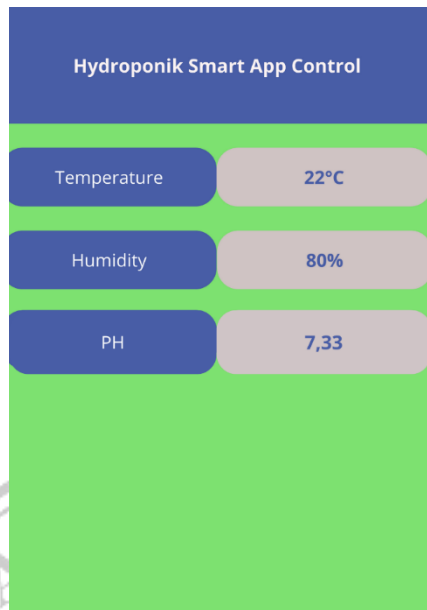 Hydroponik Smart App Control
Temperature 22°C
Humidity 80%
PH 7,33